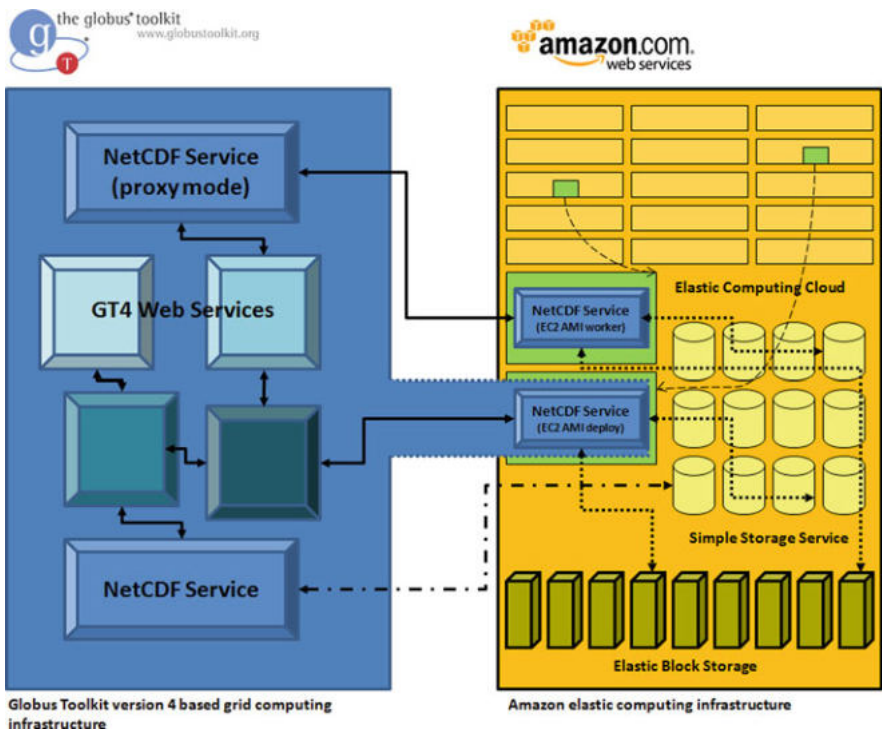 the globus® toolkit
www.globustoolkit.org
g
T
amazon.com.
web services
NetCDF Service
(proxy mode)
GT4 Web Services
NetCDF Service
Elastic Computing Cloud
NetCDF Service
(EC2 AMI worker)
NetCDF Service
(EC2 AMI deploy)
Simple Storage Service
Elastic Block Storage
Globus Toolkit version 4 based grid computing
infrastructure
Amazon elastic computing infrastructure